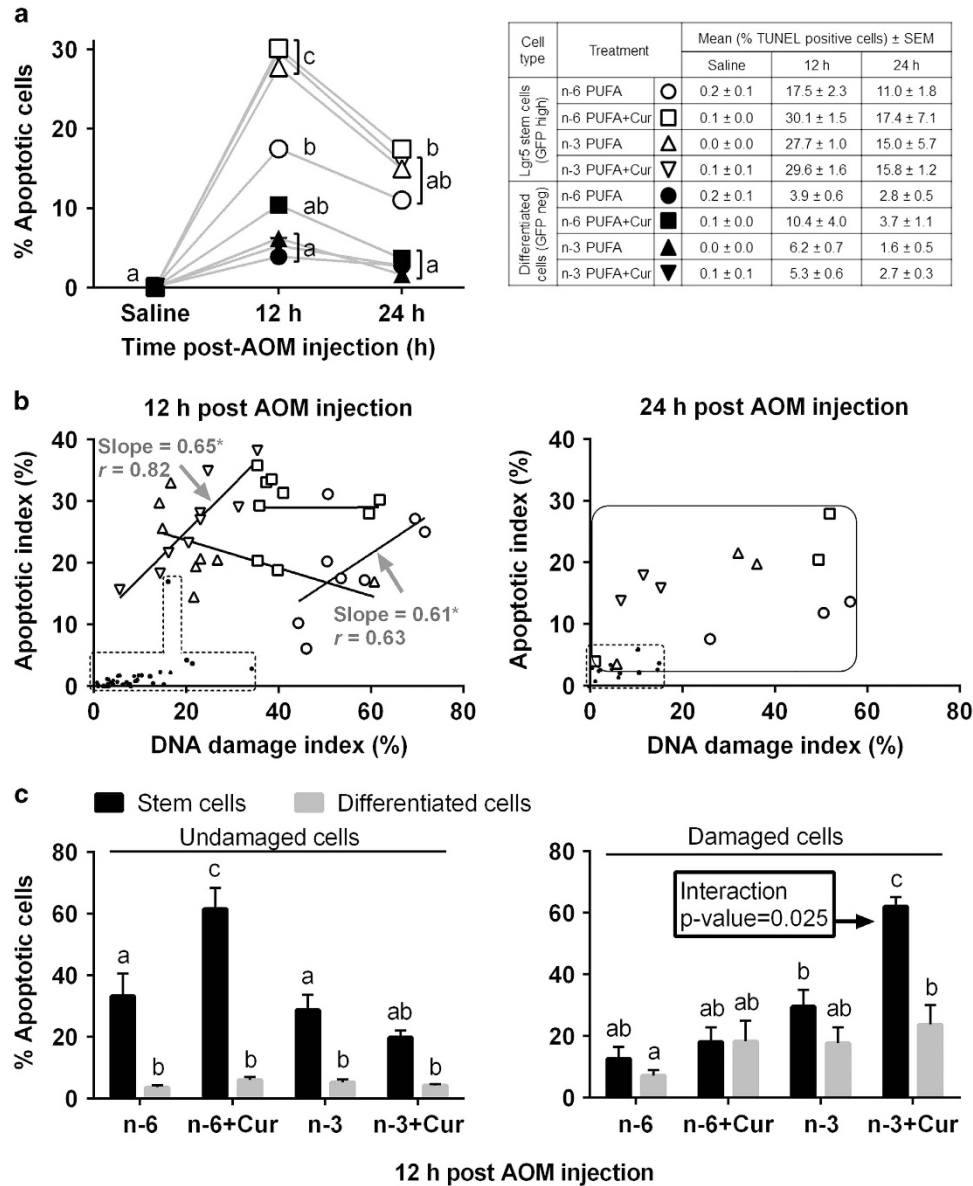 a
% Apoptotic cells
30
20
10
0
a
c
b
ab
a
b
ab
a
Saline 12 h 24 h
Time post-AOM injection (h)
Cell type Treatment Mean (% TUNEL positive cells) ± SEM
Saline 12 h 24 h
Lgr5 stem cells (GFP high)
n-6 PUFA 0.2 ± 0.1 17.5 ± 2.3 11.0 ± 1.8
n-6 PUFA+Cur 0.1 ± 0.0 30.1 ± 1.5 17.4 ± 7.1
n-3 PUFA 0.0 ± 0.0 27.7 ± 1.0 15.0 ± 5.7
n-3 PUFA+Cur 0.1 ± 0.1 29.6 ± 1.6 15.8 ± 1.2
Differentiated cells (GFP neg)
n-6 PUFA 0.2 ± 0.1 3.9 ± 0.6 2.8 ± 0.5
n-6 PUFA+Cur 0.1 ± 0.0 10.4 ± 4.0 3.7 ± 1.1
n-3 PUFA 0.0 ± 0.0 6.2 ± 0.7 1.6 ± 0.5
n-3 PUFA+Cur 0.1 ± 0.1 5.3 ± 0.6 2.7 ± 0.3
b
12 h post AOM injection
Apoptotic index (%)
40
30
20
10
0
Slope = 0.65*
r = 0.82
Slope = 0.61*
r = 0.63
0 20 40 60 80
DNA damage index (%)
24 h post AOM injection
Apoptotic index (%)
40
30
20
10
0
0 20 40 60 80
DNA damage index (%)
c
Stem cells Differentiated cells
Undamaged cells
% Apoptotic cells
80
60
40
20
0
a b c b a b ab b
n-6 n-6+Cur n-3 n-3+Cur
Damaged cells
80
60
40
20
0
Interaction
p-value=0.025
ab a ab ab b ab c b
n-6 n-6+Cur n-3 n-3+Cur
12 h post AOM injection